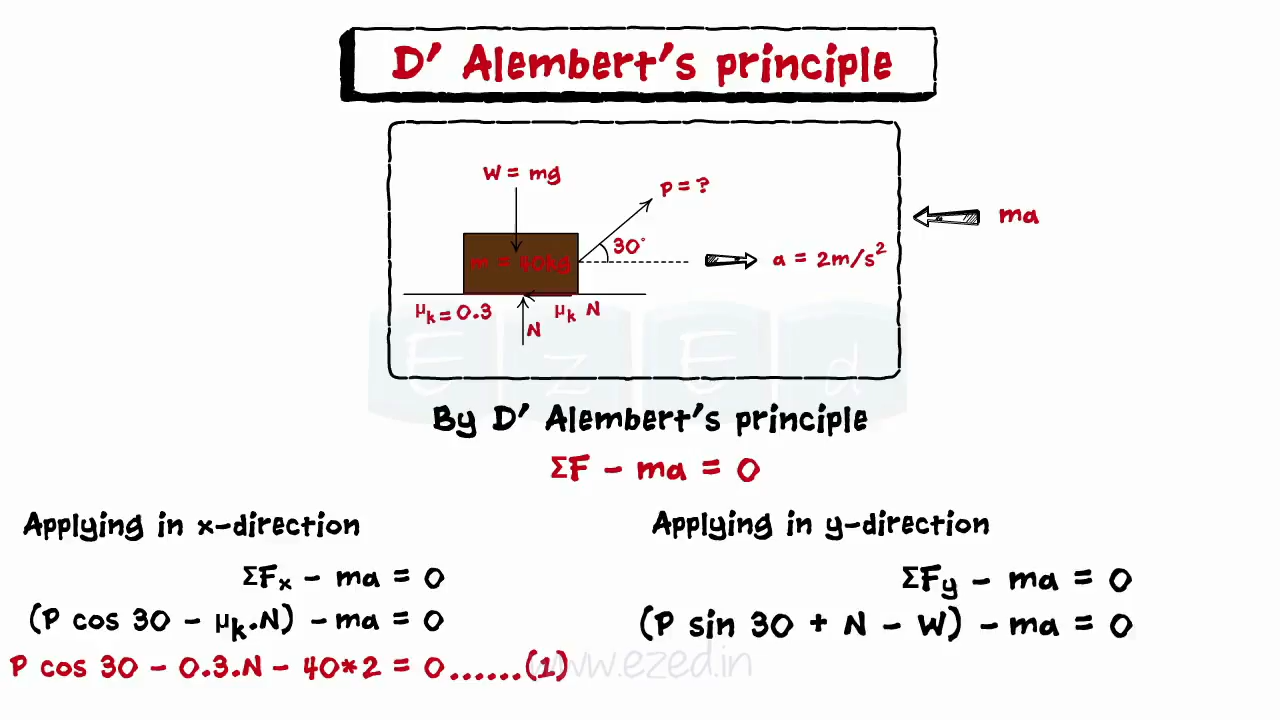 D' Alembert's principle
W = mg
P = ?
ma
30°
m = 40kg
a = 2m/s²
μk = 0.3
μk N
N
EzEd
By D' Alembert's principle
ΣF - ma = 0
Applying in x-direction
Applying in y-direction
ΣFx - ma = 0
ΣFy - ma = 0
(P cos 30 - μk.N) - ma = 0
(P sin 30 + N - W) - ma = 0
P cos 30 - 0.3.N - 40*2 = 0......(1)
www.ezed.in